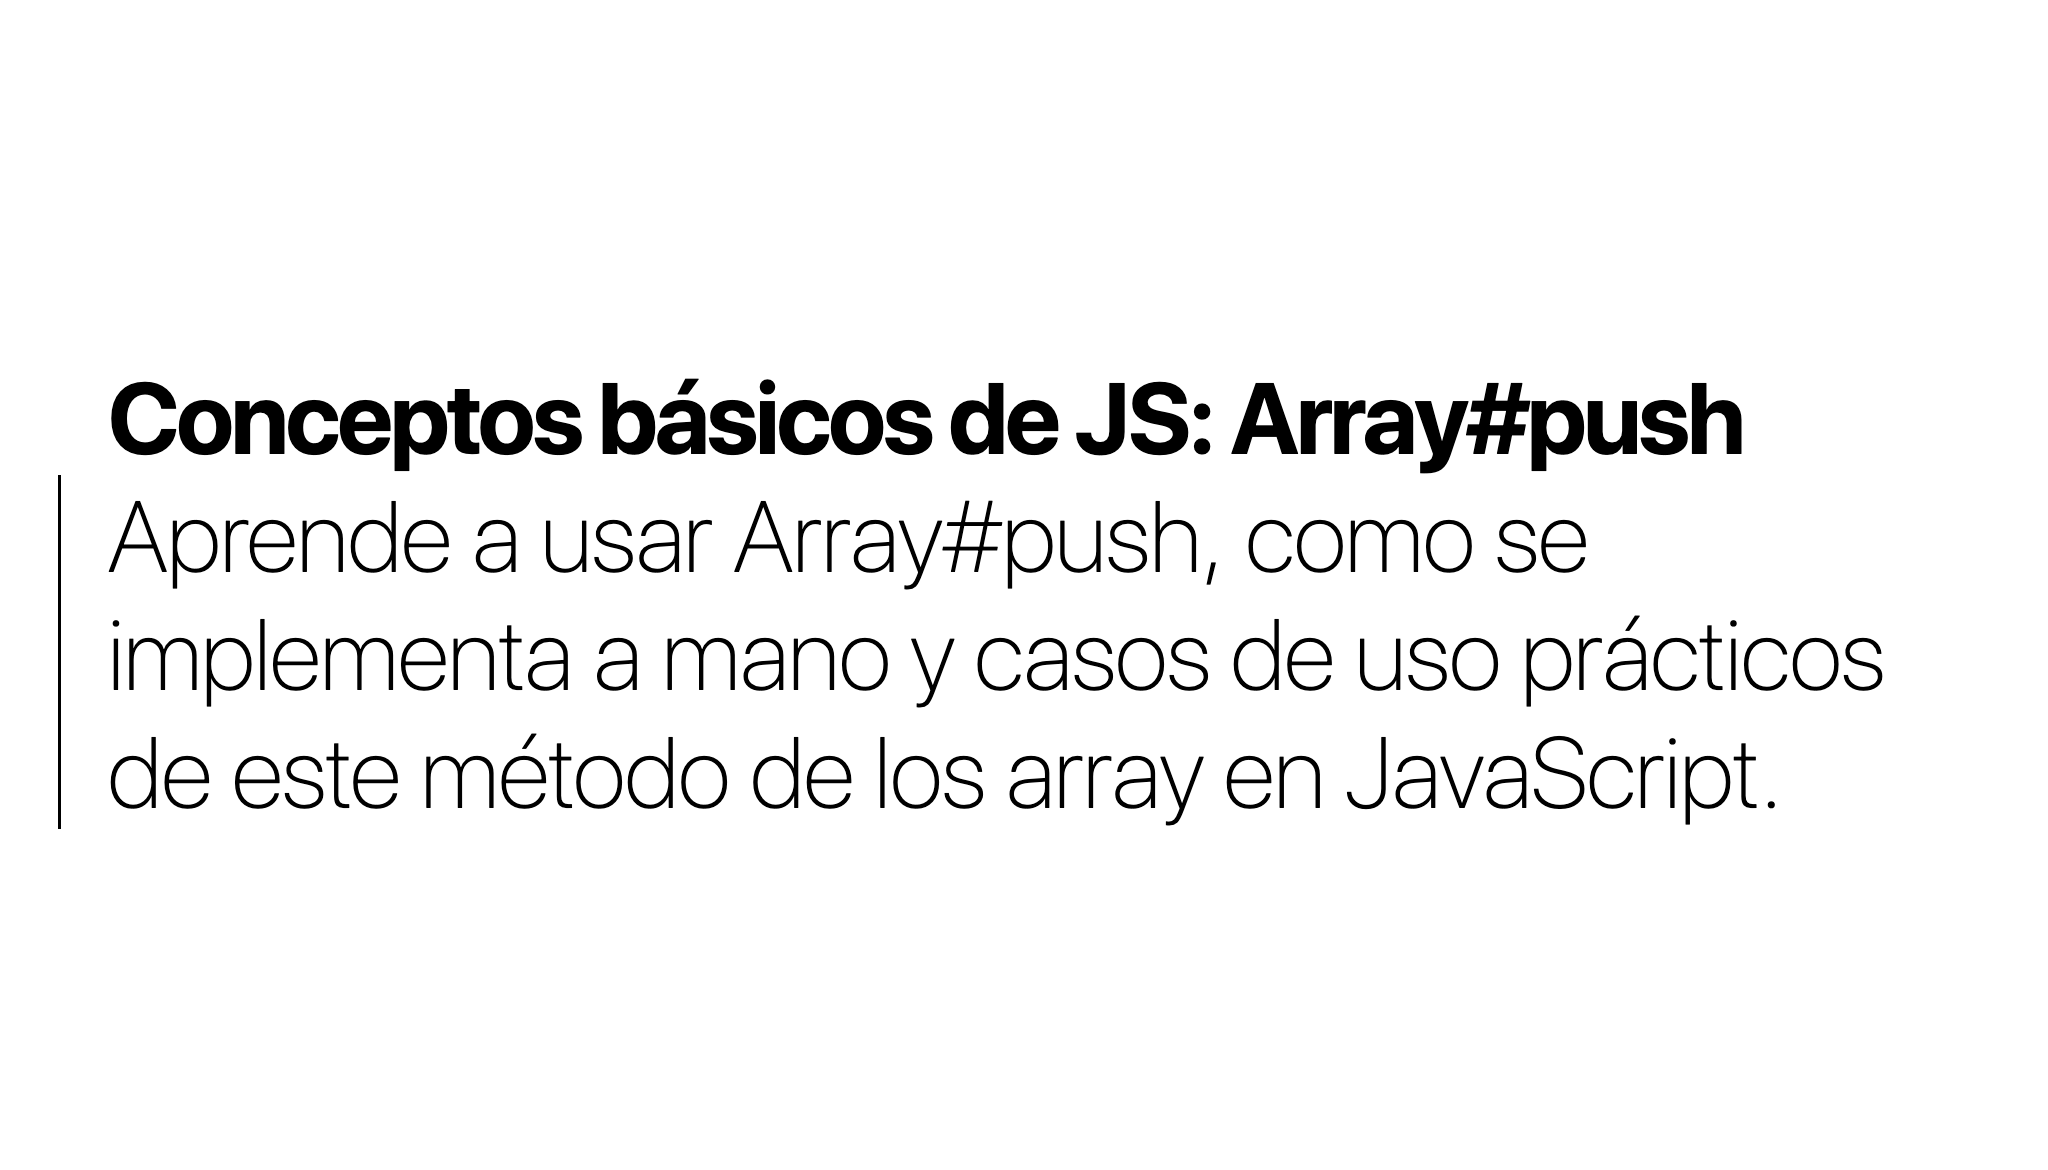 Conceptos básicos de JS: Array#push
Aprende a usar Array#push, como se
implementa a mano y casos de uso prácticos
de este método de los array en JavaScript.